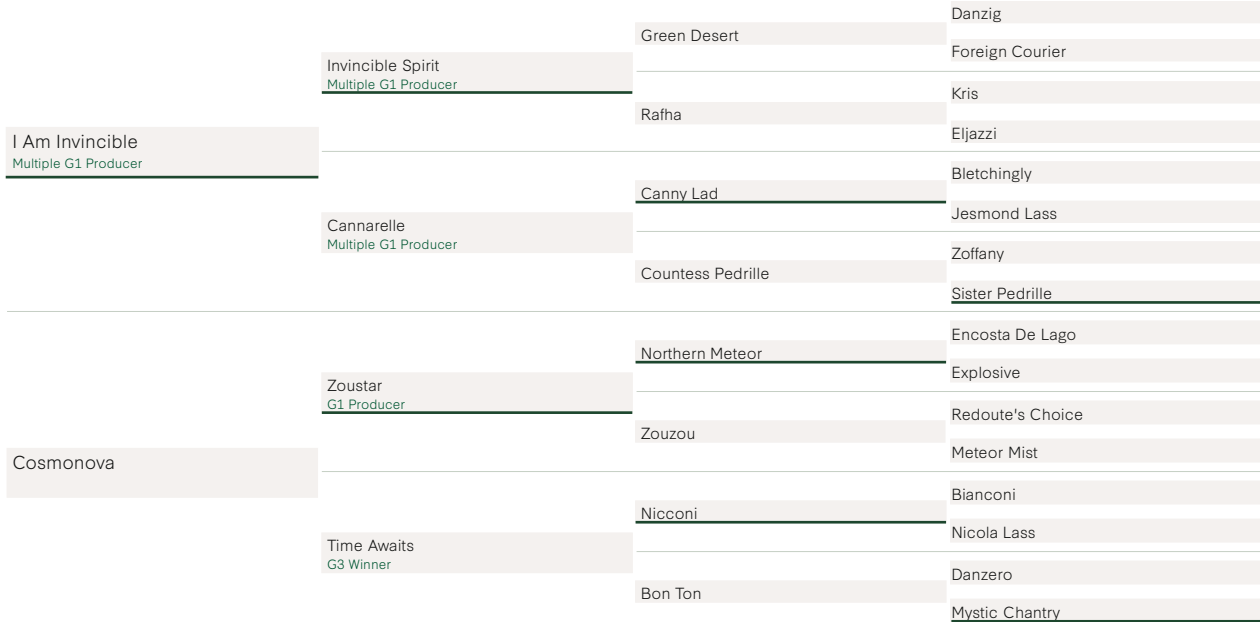 I Am Invincible
Multiple G1 Producer
Cosmonova
Invincible Spirit
Multiple G1 Producer
Cannarelle
Multiple G1 Producer
Zoustar
G1 Producer
Time Awaits
G3 Winner
Green Desert
Rafha
Canny Lad
Countess Pedrille
Northern Meteor
Zouzou
Nicconi
Bon Ton
Danzig
Foreign Courier
Kris
Eljazzi
Bletchingly
Jesmond Lass
Zoffany
Sister Pedrille
Encosta De Lago
Explosive
Redoute's Choice
Meteor Mist
Bianconi
Nicola Lass
Danzero
Mystic Chantry